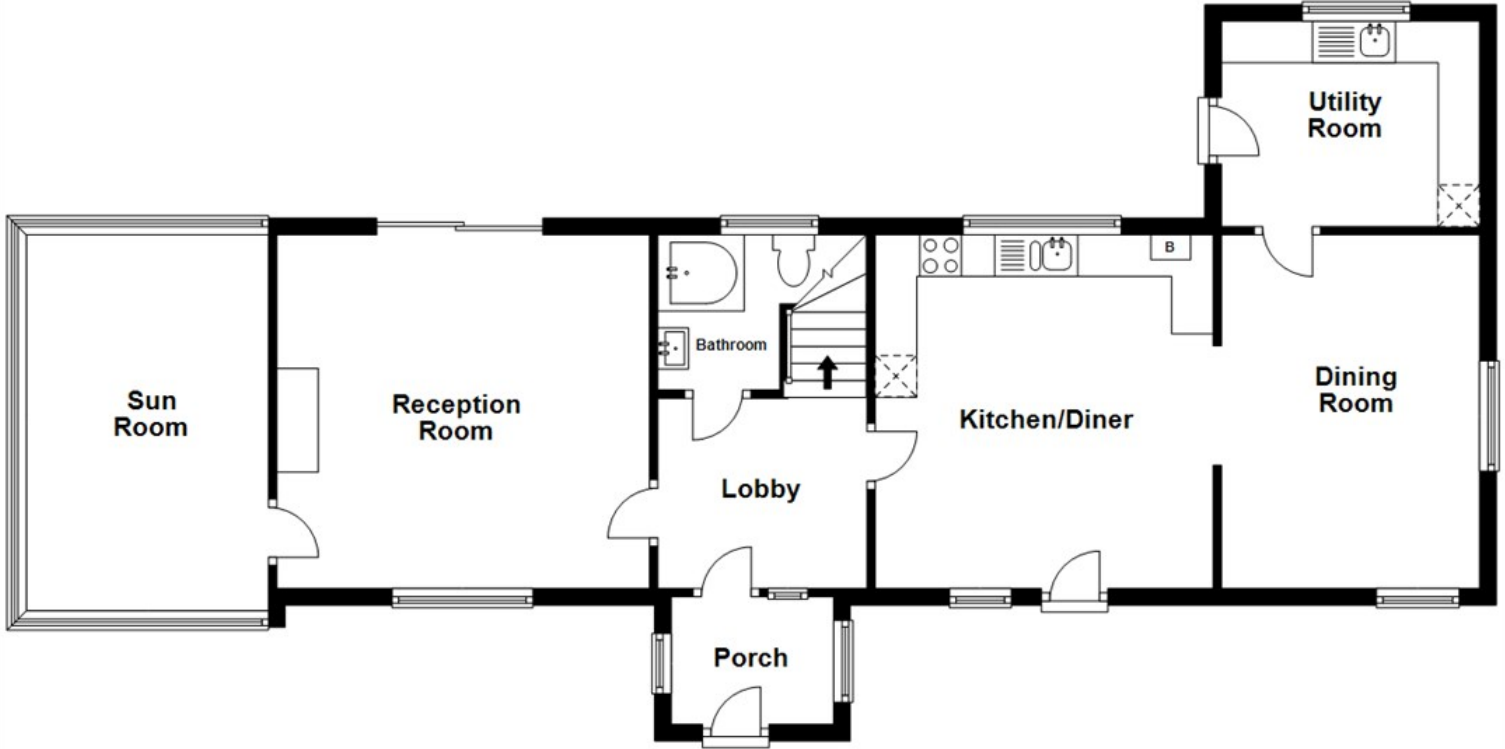 Utility
Room
B
Bathroom
Sun
Room
Reception
Room
Kitchen/Diner
Dining
Room
Lobby
Porch